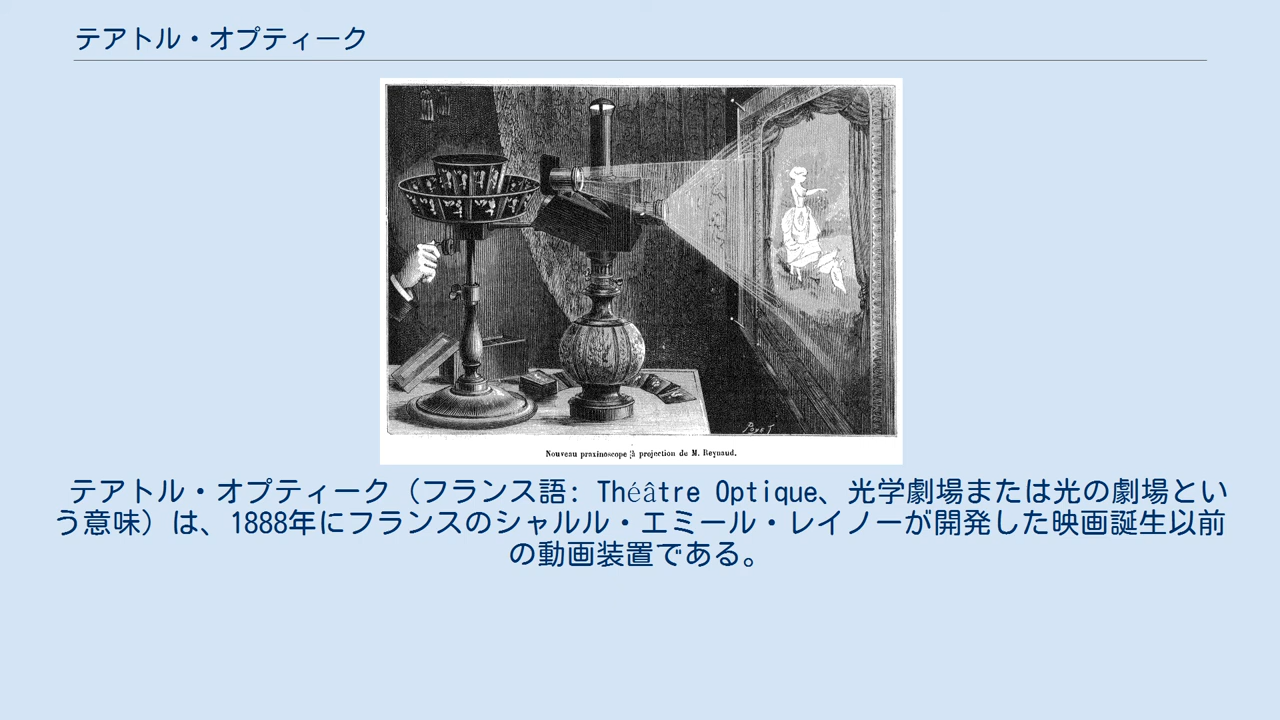 テアトル・オプティーク
Poyet
Nouveau praxinoscope à projection de M. Reynaud.
テアトル・オプティーク（フランス語: Théâtre Optique、光学劇場または光の劇場とい
う意味）は、1888年にフランスのシャルル・エミール・レイノーが開発した映画誕生以前
の動画装置である。